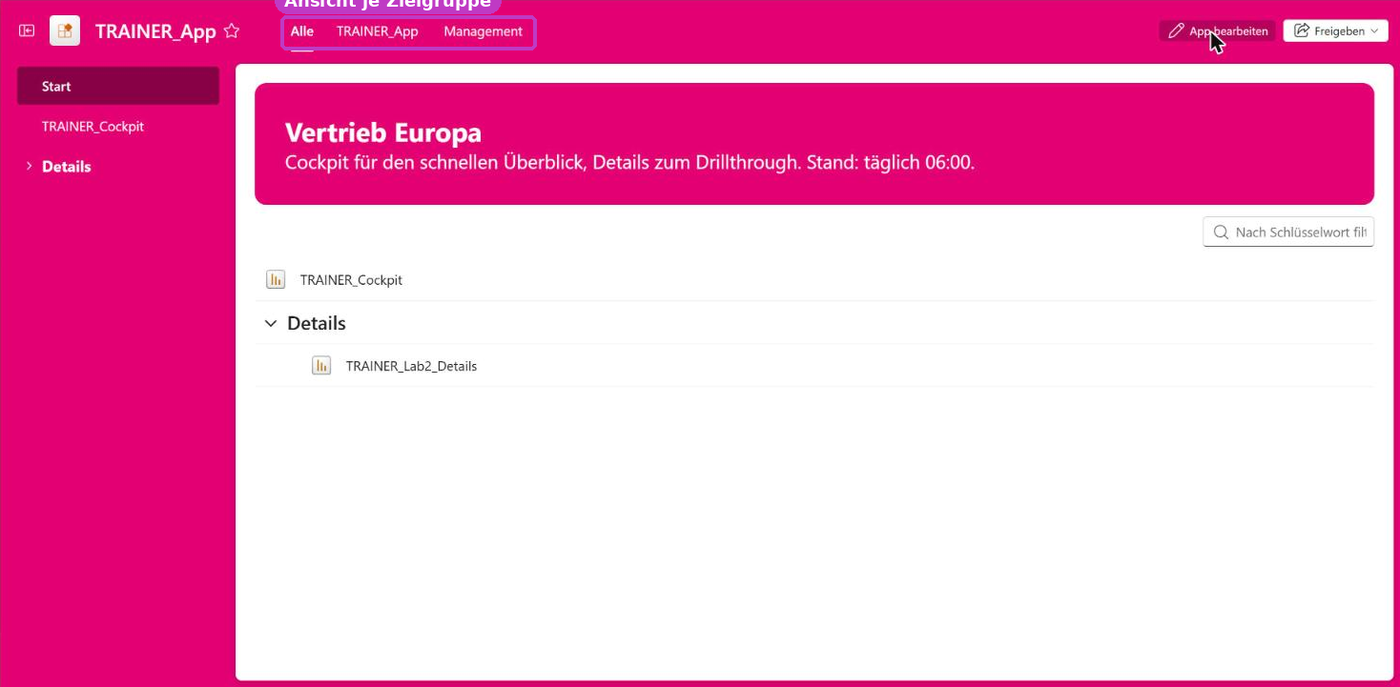 Ansicht je Zielgruppe
TRAINER_App
Alle TRAINER_App Management
App bearbeiten
Freigeben
Start
TRAINER_Cockpit
Details
Vertrieb Europa
Cockpit für den schnellen Überblick, Details zum Drillthrough. Stand: täglich 06:00.
Nach Schlüsselwort filt
TRAINER_Cockpit
Details
TRAINER_Lab2_Details